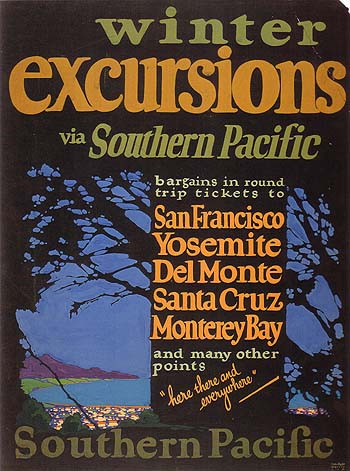 winter
excursions
via Southern Pacific
bargains in round
trip tickets to
San Francisco
Yosemite
Del Monte
Santa Cruz
Monterey Bay
and many other
points
"here there and
everywhere"
Southern Pacific